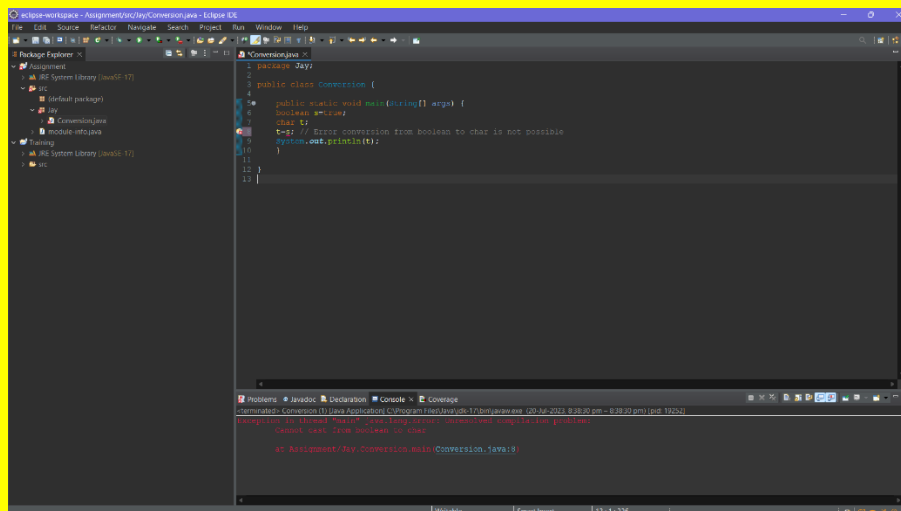 eclipse-workspace - Assignment/src/Jay/Conversion.java - Eclipse IDE
File Edit Source Refactor Navigate Search Project Run Window Help
Package Explorer
*Conversion.java
Assignment
JRE System Library [JavaSE-17]
src
(default package)
Jay
Conversion.java
module-info.java
Training
JRE System Library [JavaSE-17]
src
1 package Jay;
2
3 public class Conversion {
4
5 public static void main(String[] args) {
6 boolean s=true;
7 char t;
8 t=s; // Error conversion from boolean to char is not possible
9 System.out.println(t);
10 }
11
12 }
13
Problems Javadoc Declaration Console Coverage
<terminated> Conversion (1) [Java Application] C:\Program Files\Java\jdk-17\bin\javaw.exe (20-Jul-2023, 8:38:30 pm – 8:38:30 pm) [pid: 19252]
Exception in thread "main" java.lang.Error: Unresolved compilation problem:
Cannot cast from boolean to char
at Assignment/Jay.Conversion.main(Conversion.java:8)